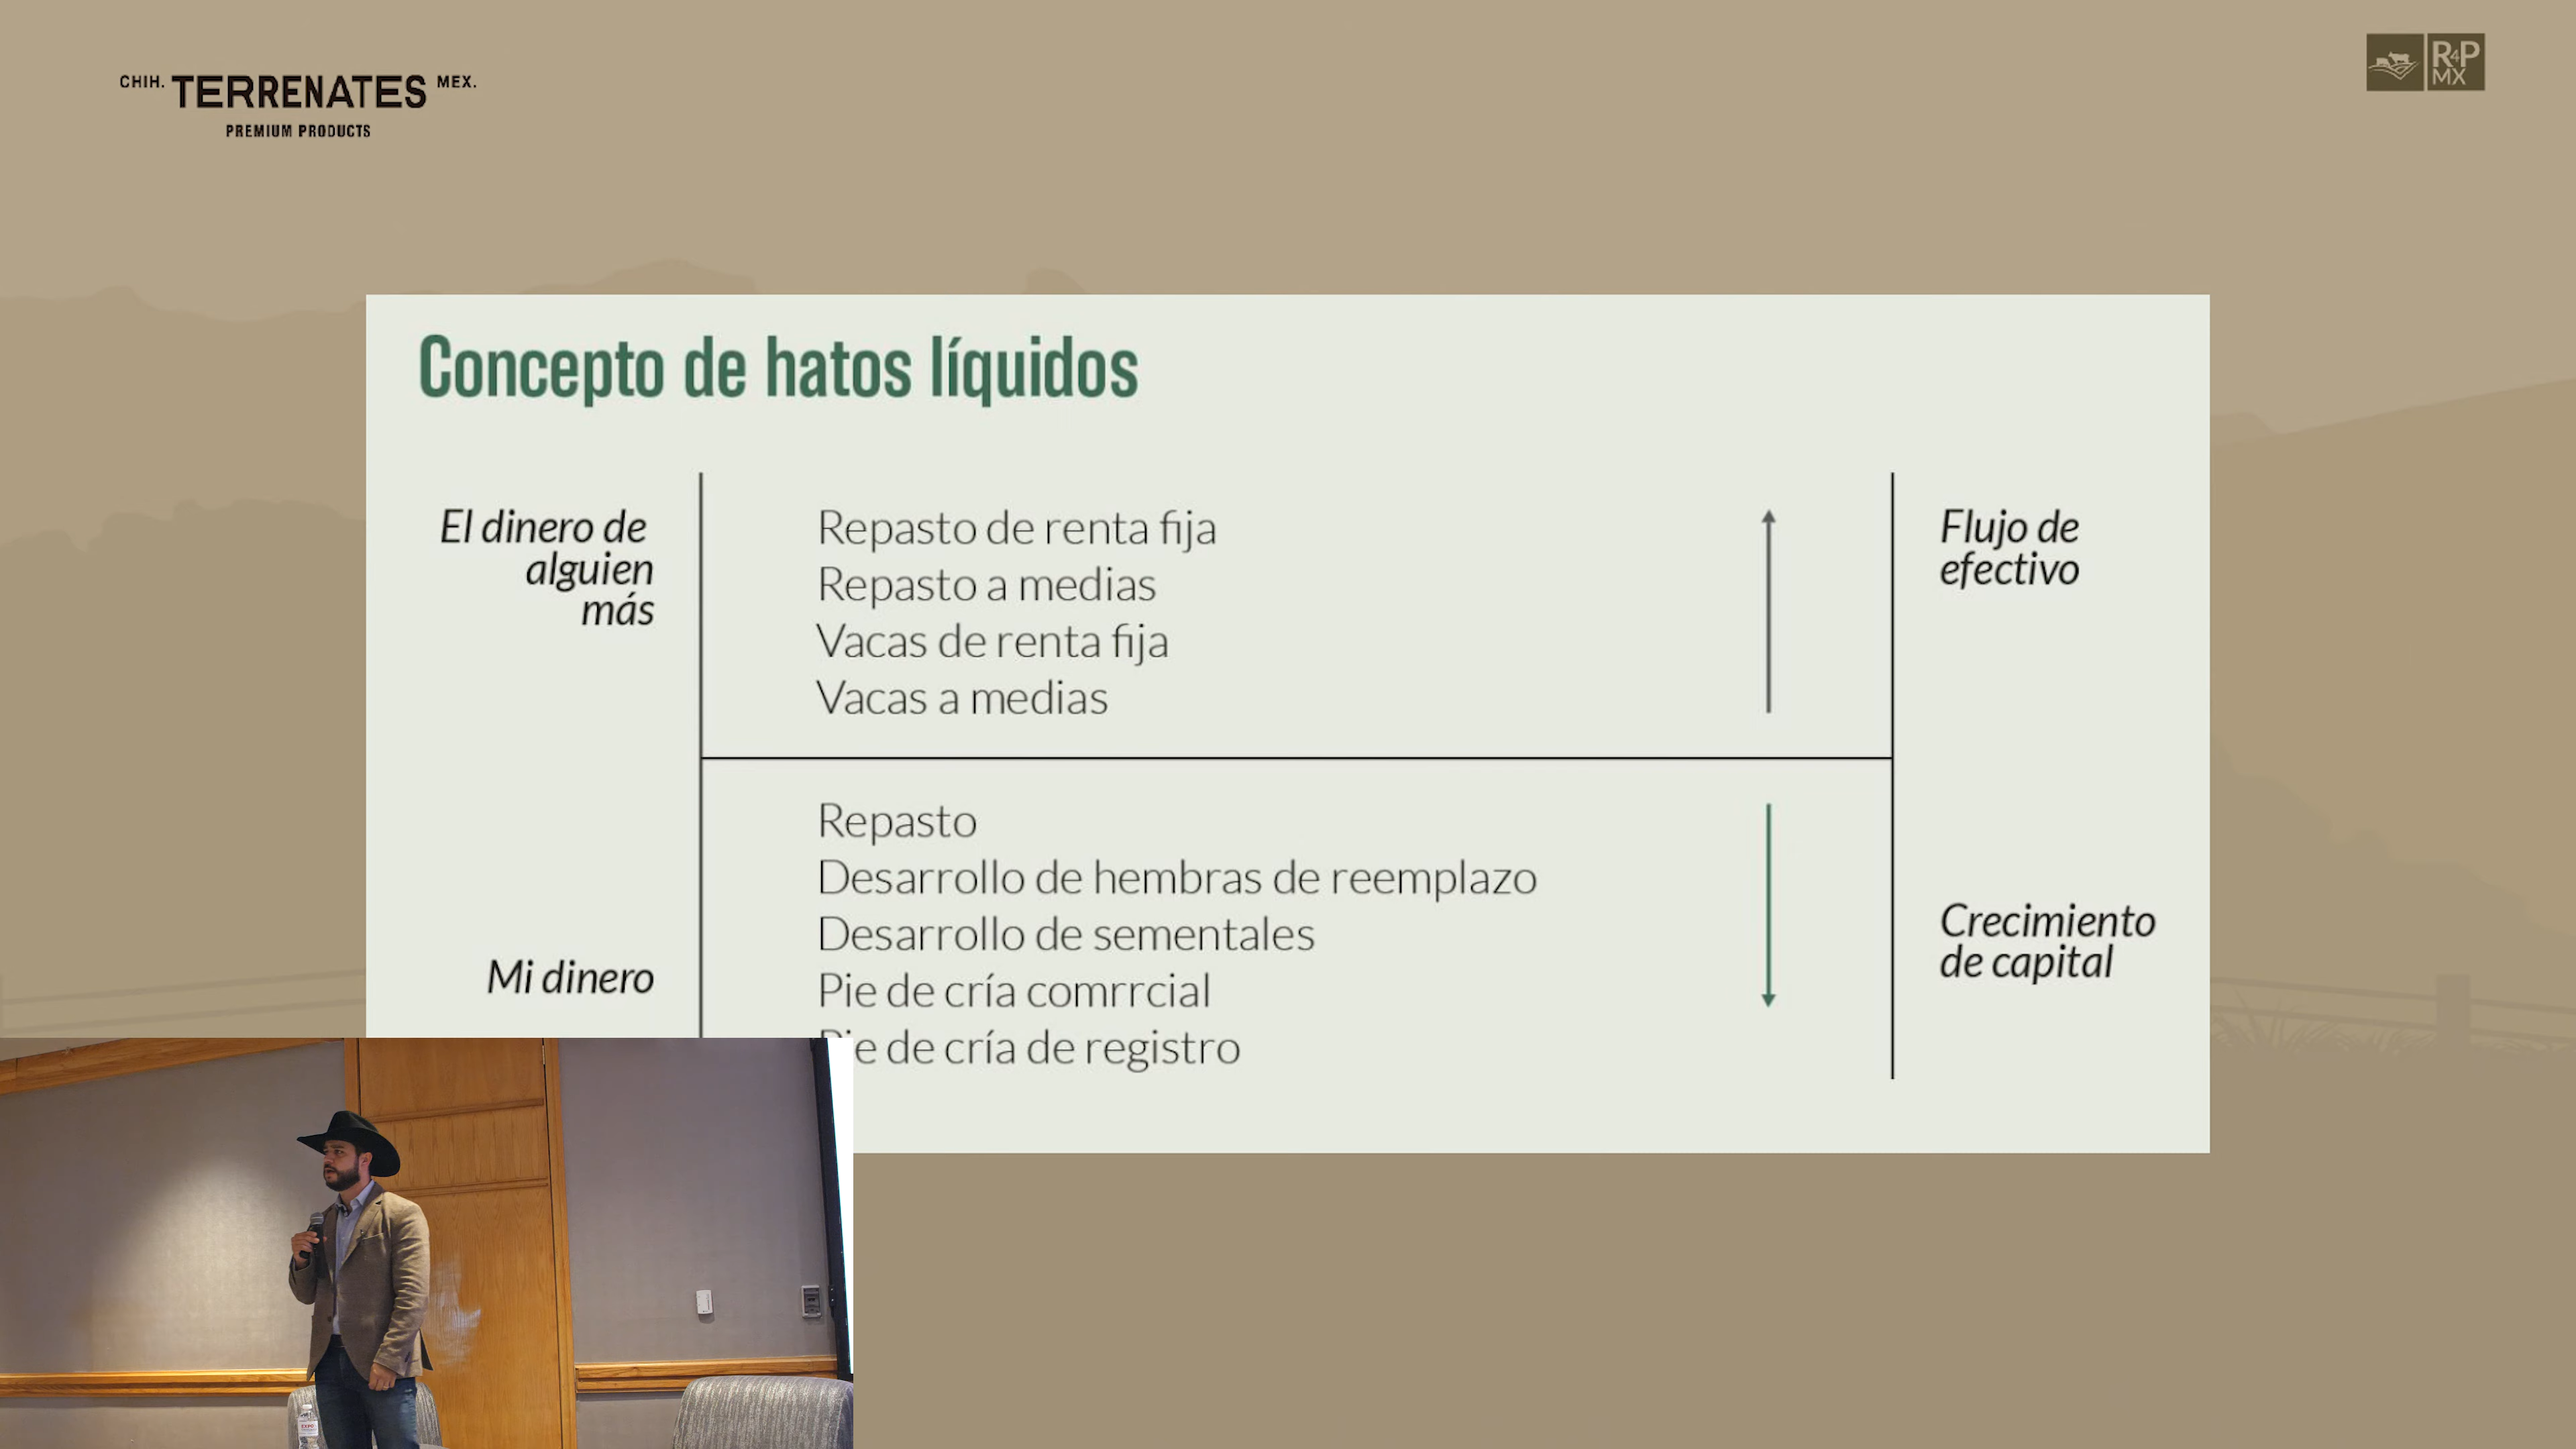 CHIH. TERRENATES MEX.
PREMIUM PRODUCTS
R4P
MX
Concepto de hatos líquidos
El dinero de
alguien
más
Repasto de renta fija
Repasto a medias
Vacas de renta fija
Vacas a medias
Flujo de
efectivo
Mi dinero
Repasto
Desarrollo de hembras de reemplazo
Desarrollo de sementales
Pie de cría comrrcial
Pie de cría de registro
Crecimiento
de capital